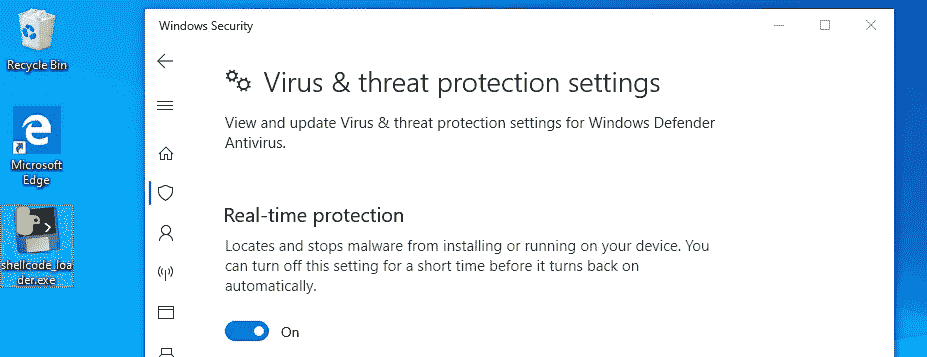 Windows Security
Recycle Bin
Microsoft
Edge
shellcode_loa
der.exe
Virus & threat protection settings
View and update Virus & threat protection settings for Windows Defender
Antivirus.
Real-time protection
Locates and stops malware from installing or running on your device. You
can turn off this setting for a short time before it turns back on
automatically.
On